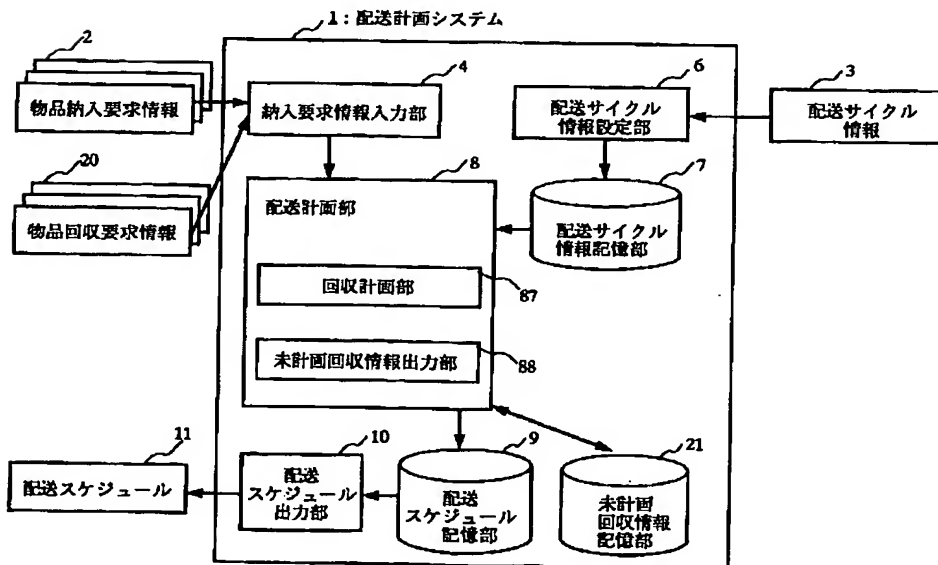 1：配送計画システム
2
物品納入要求情報
20
物品回収要求情報
4
納入要求情報入力部
6
配送サイクル
情報設定部
3
配送サイクル
情報
8
配送計画部
回収計画部
87
未計画回収情報出力部
88
7
配送サイクル
情報記憶部
11
配送スケジュール
10
配送
スケジュール
出力部
9
配送
スケジュール
記憶部
21
未計画
回収情報
記憶部